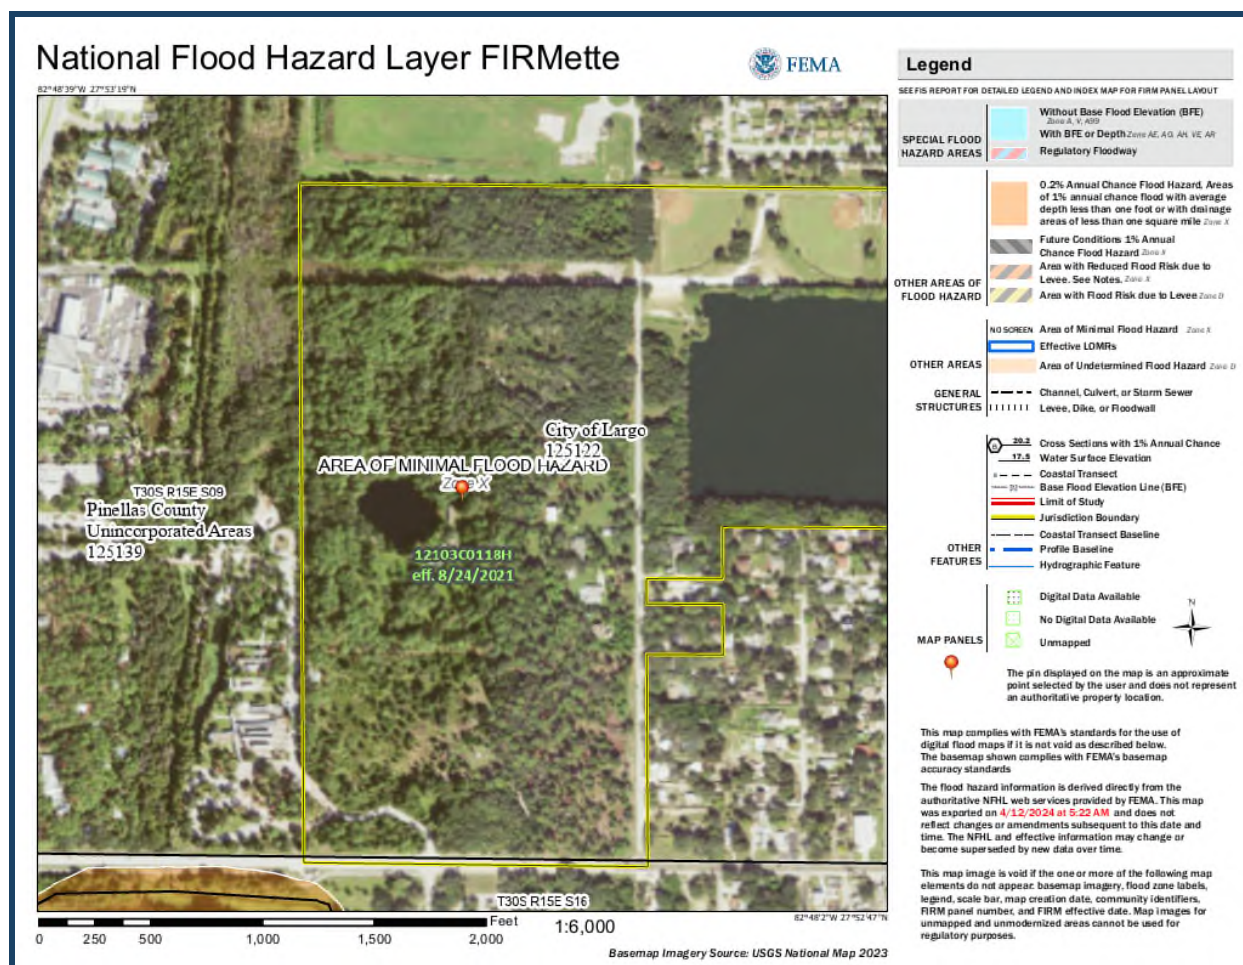 National Flood Hazard Layer FIRMette
FEMA
82°48'39"W 27°53'19"N
City of Largo
125122
AREA OF MINIMAL FLOOD HAZARD
Zone X
T30S R15E S09
Pinellas County
Unincorporated Areas
125139
12103C0118H
eff. 8/24/2021
T30S R15E S16
82°48'2"W 27°52'47"N
Feet
1:6,000
0 250 500 1,000 1,500 2,000
Basemap Imagery Source: USGS National Map 2023
Legend
SEE FIS REPORT FOR DETAILED LEGEND AND INDEX MAP FOR FIRM PANEL LAYOUT
SPECIAL FLOOD
HAZARD AREAS
Without Base Flood Elevation (BFE)
Zone A, V, A99
With BFE or Depth Zone AE, AO, AH, VE, AR
Regulatory Floodway
OTHER AREAS OF
FLOOD HAZARD
0.2% Annual Chance Flood Hazard, Areas
of 1% annual chance flood with average
depth less than one foot or with drainage
areas of less than one square mile Zone X
Future Conditions 1% Annual
Chance Flood Hazard Zone X
Area with Reduced Flood Risk due to
Levee. See Notes. Zone X
Area with Flood Risk due to Levee Zone D
OTHER AREAS
NO SCREEN Area of Minimal Flood Hazard Zone X
Effective LOMRs
Area of Undetermined Flood Hazard Zone D
GENERAL
STRUCTURES
Channel, Culvert, or Storm Sewer
Levee, Dike, or Floodwall
OTHER
FEATURES
20.2 Cross Sections with 1% Annual Chance
17.5 Water Surface Elevation
Coastal Transect
Base Flood Elevation Line (BFE)
Limit of Study
Jurisdiction Boundary
Coastal Transect Baseline
Profile Baseline
Hydrographic Feature
MAP PANELS
Digital Data Available
No Digital Data Available
Unmapped
N
The pin displayed on the map is an approximate
point selected by the user and does not represent
an authoritative property location.
This map complies with FEMA's standards for the use of
digital flood maps if it is not void as described below.
The basemap shown complies with FEMA's basemap
accuracy standards
The flood hazard information is derived directly from the
authoritative NFHL web services provided by FEMA. This map
was exported on 4/12/2024 at 5:22 AM and does not
reflect changes or amendments subsequent to this date and
time. The NFHL and effective information may change or
become superseded by new data over time.
This map image is void if the one or more of the following map
elements do not appear: basemap imagery, flood zone labels,
legend, scale bar, map creation date, community identifiers,
FIRM panel number, and FIRM effective date. Map images for
unmapped and unmodernized areas cannot be used for
regulatory purposes.